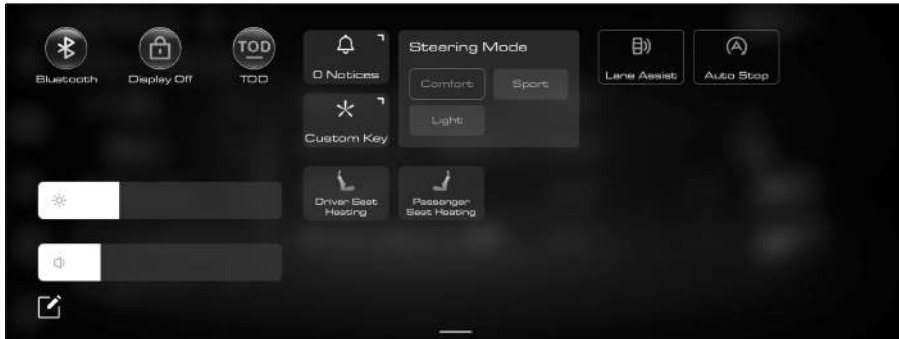 Bluetooth
Display Off
TOD
TOD
0 Notices
Custom Key
Steering Mode
Comfort
Sport
Light
Lane Assist
Auto Stop
Driver Seat
Heating
Passenger
Seat Heating